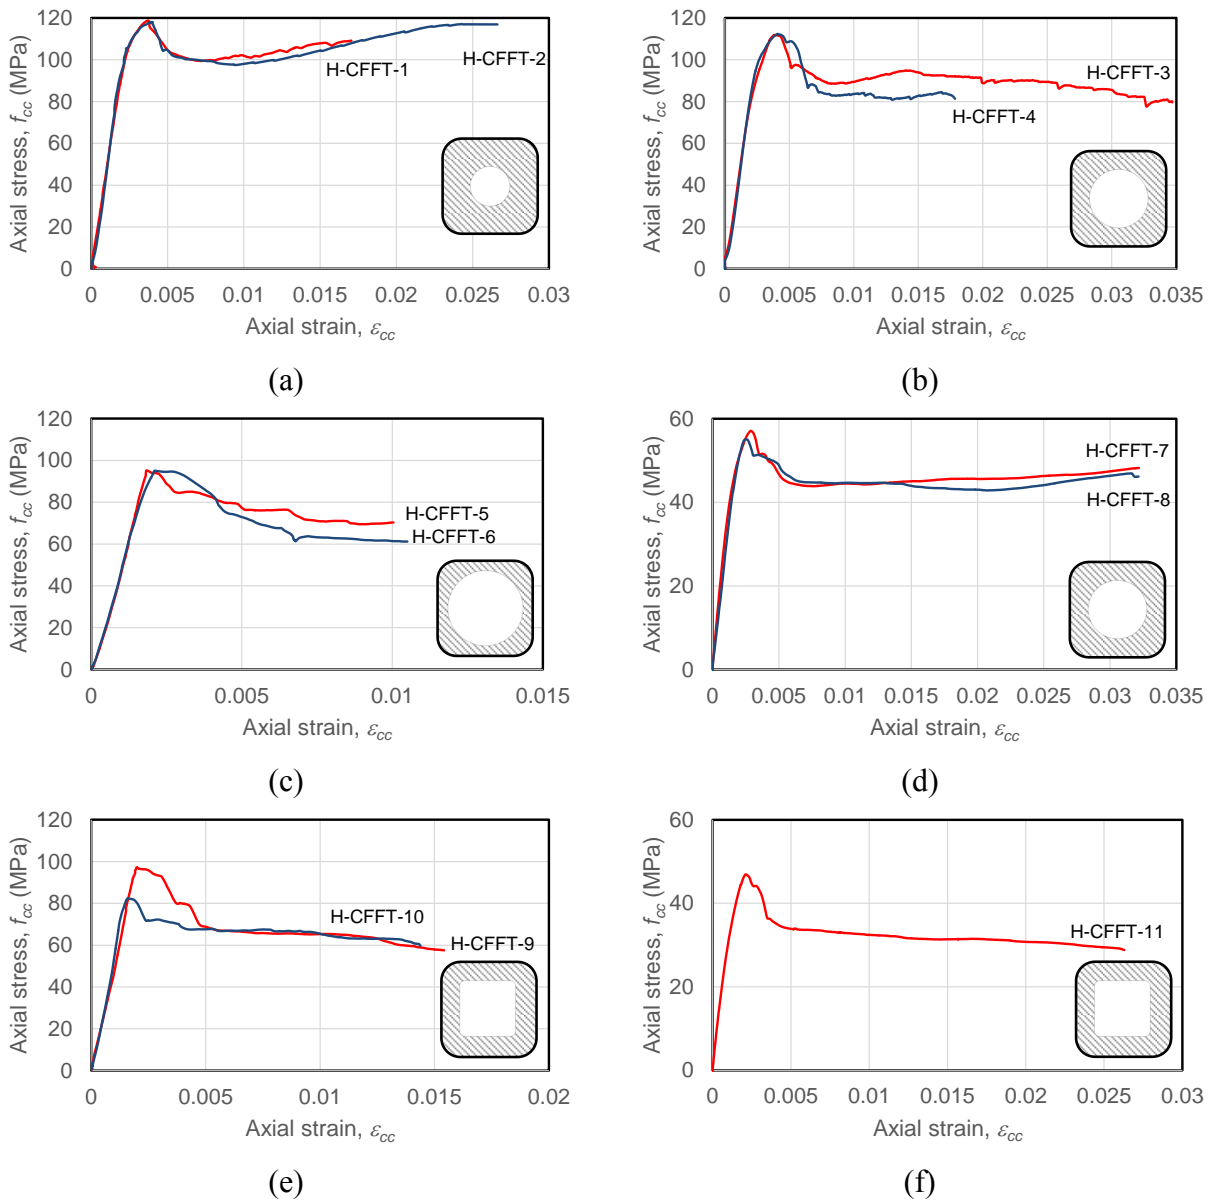 120
100
80
60
40
20
0
Axial stress, fcc (MPa)
H-CFFT-1
H-CFFT-2
0 0.005 0.01 0.015 0.02 0.025 0.03
Axial strain, εcc
(a)
120
100
80
60
40
20
0
Axial stress, fcc (MPa)
H-CFFT-3
H-CFFT-4
0 0.005 0.01 0.015 0.02 0.025 0.03 0.035
Axial strain, εcc
(b)
120
100
80
60
40
20
0
Axial stress, fcc (MPa)
H-CFFT-5
H-CFFT-6
0 0.005 0.01 0.015
Axial strain, εcc
(c)
60
40
20
0
Axial stress, fcc (MPa)
H-CFFT-7
H-CFFT-8
0 0.005 0.01 0.015 0.02 0.025 0.03 0.035
Axial strain, εcc
(d)
120
100
80
60
40
20
0
Axial stress, fcc (MPa)
H-CFFT-10
H-CFFT-9
0 0.005 0.01 0.015 0.02
Axial strain, εcc
(e)
60
40
20
0
Axial stress, fcc (MPa)
H-CFFT-11
0 0.005 0.01 0.015 0.02 0.025 0.03
Axial strain, εcc
(f)